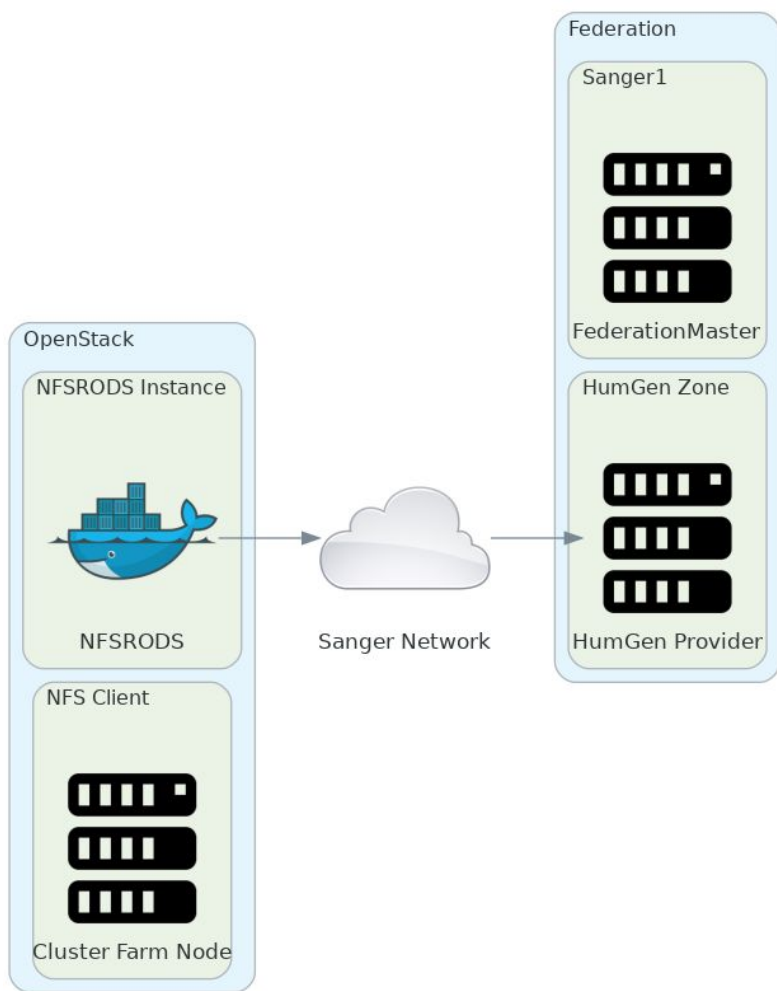 Federation
Sanger1
FederationMaster
OpenStack
NFSRODS Instance
HumGen Zone
NFSRODS
Sanger Network
HumGen Provider
NFS Client
Cluster Farm Node